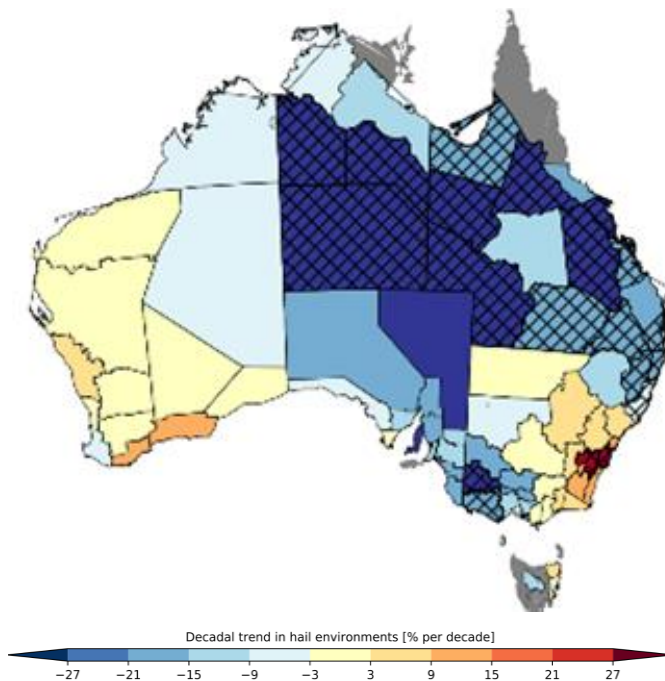 Decadal trend in hail environments [% per decade]
−27 −21 −15 −9 −3 3 9 15 21 27